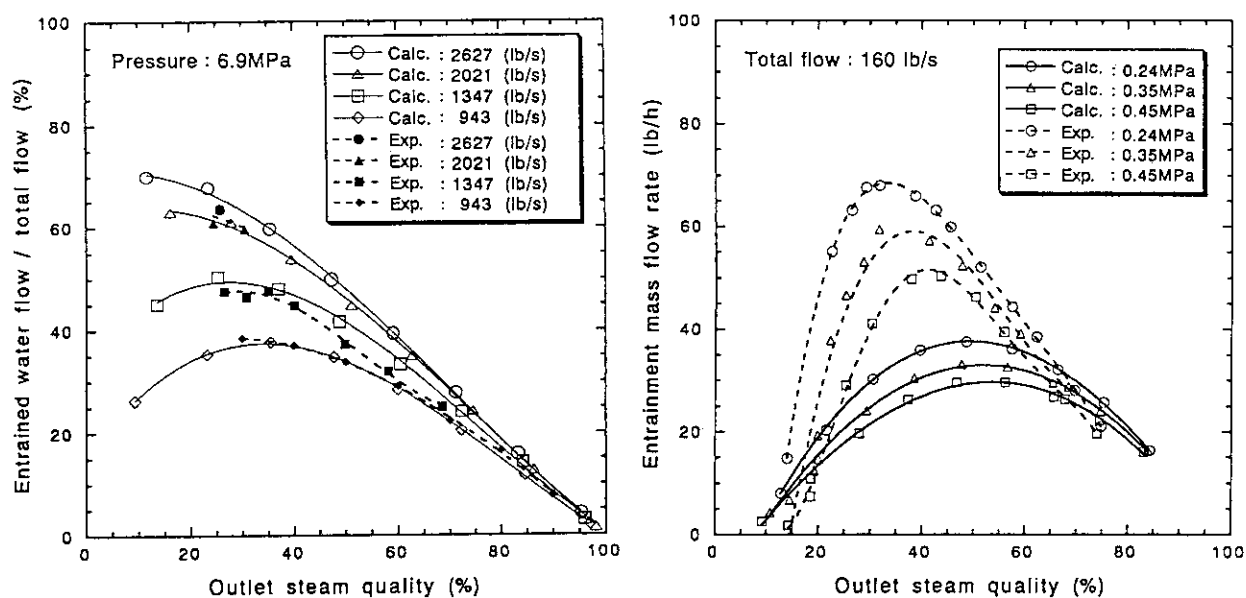 Pressure : 6.9MPa
Calc. : 2627 (lb/s)
Calc. : 2021 (lb/s)
Calc. : 1347 (lb/s)
Calc. : 943 (lb/s)
Exp. : 2627 (lb/s)
Exp. : 2021 (lb/s)
Exp. : 1347 (lb/s)
Exp. : 943 (lb/s)
Entrained water flow / total flow (%)
100
80
60
40
20
0
0 20 40 60 80 100
Outlet steam quality (%)
Total flow : 160 lb/s
Calc. : 0.24MPa
Calc. : 0.35MPa
Calc. : 0.45MPa
Exp. : 0.24MPa
Exp. : 0.35MPa
Exp. : 0.45MPa
Entrainment mass flow rate (lb/h)
100
80
60
40
20
0
0 20 40 60 80 100
Outlet steam quality (%)